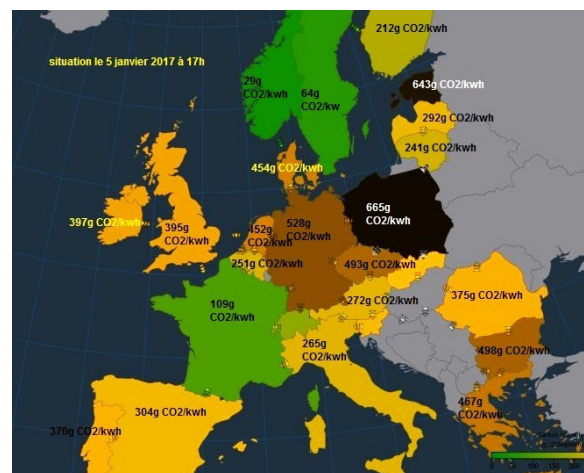 212g CO2/kwh
situation le 5 janvier 2017 à 17h
29g
CO2/kwh
64g
CO2/kw
643g CO2/kwh
292g CO2/kwh
241g CO2/kwh
454g CO2/kwh
665g
CO2/kwh
397g CO2/kwh
395g
CO2/kwh
452g
CO2/kwh
528g
CO2/kwh
251g CO2/kwh
493g CO2/kwh
109g
CO2/kwh
272g CO2/kwh
375g CO2/kwh
265g
CO2/kwh
498g CO2/kwh
304g CO2/kwh
467g
CO2/kwh
370g CO2/kwh